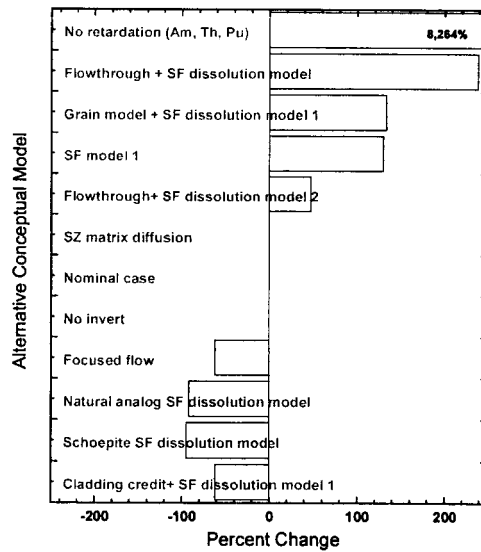 Alternative Conceptual Model
No retardation (Am, Th, Pu)
8,264%
Flowthrough + SF dissolution model
Grain model + SF dissolution model 1
SF model 1
Flowthrough+ SF dissolution model 2
SZ matrix diffusion
Nominal case
No invert
Focused flow
Natural analog SF dissolution model
Schoepite SF dissolution model
Cladding credit+ SF dissolution model 1
-200 -100 0 100 200
Percent Change